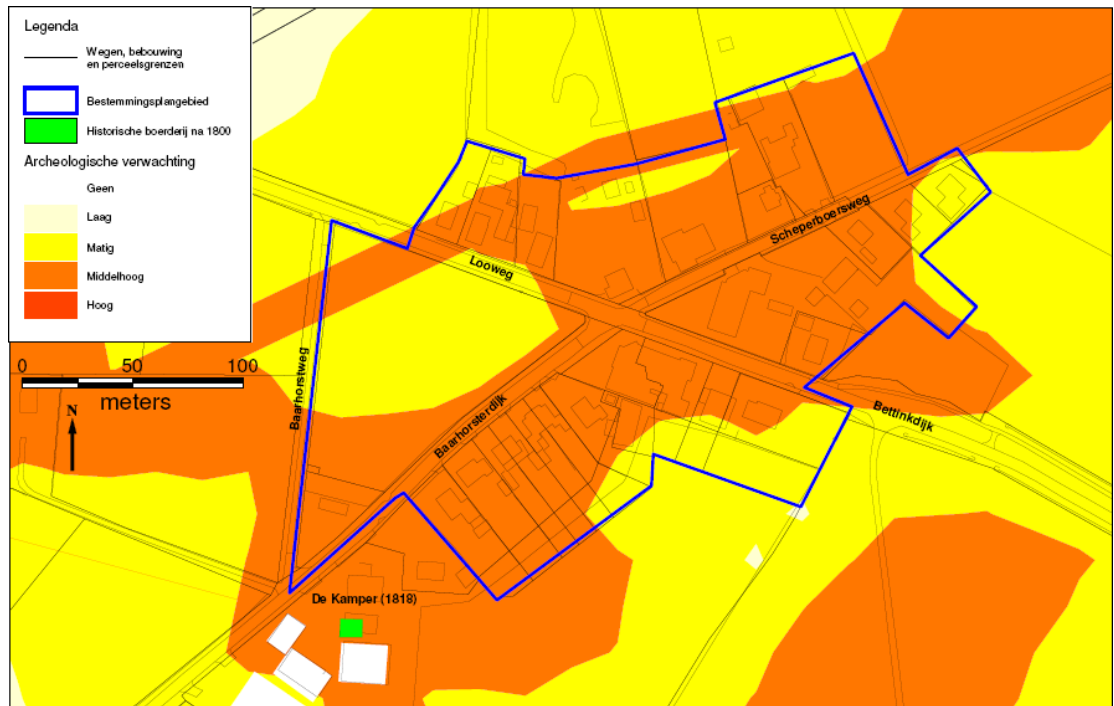 Legenda
Wegen, bebouwing
en perceelsgrenzen
Bestemmingsplangebied
Historische boerderij na 1800
Archeologische verwachting
Geen
Laag
Matig
Middelhoog
Hoog
0 50 100
meters
N
Looweg
Scheperboersweg
Baarhorstweg
Baarhorsterdijk
Bettinkdijk
De Kamper (1818)